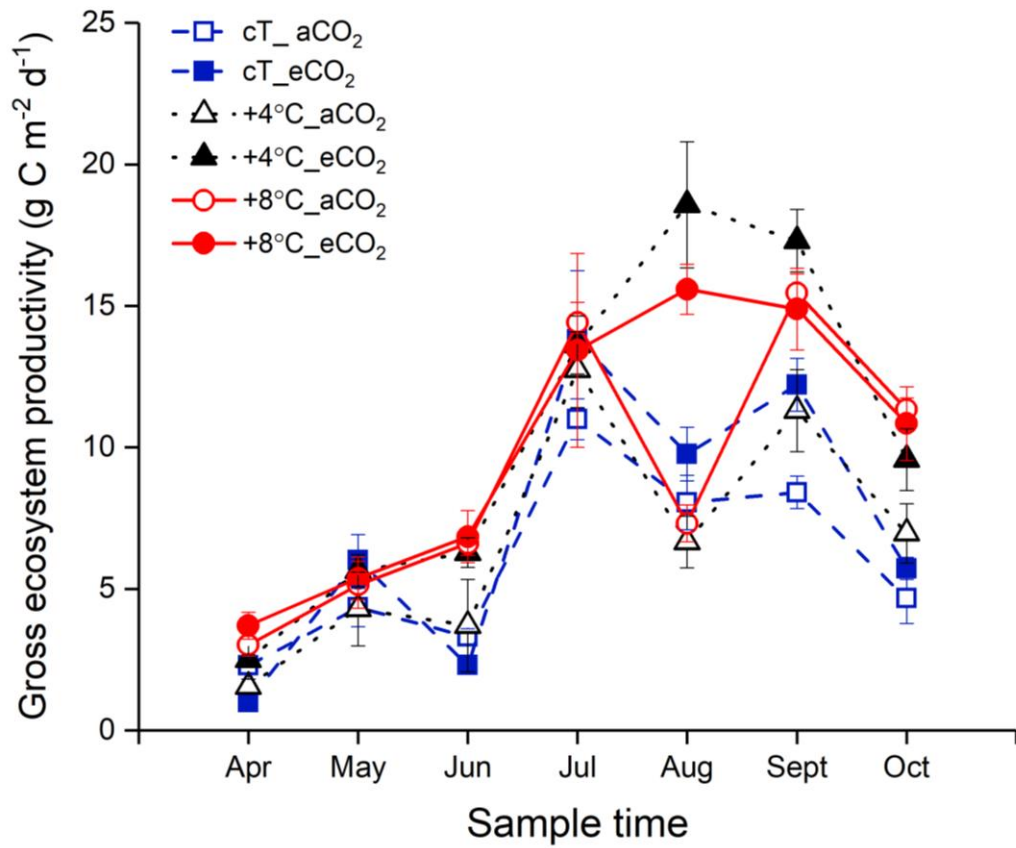 Gross ecosystem productivity (g C m⁻² d⁻¹)
25
20
15
10
5
0
cT_ aCO₂
cT_eCO₂
+4°C_aCO₂
+4°C_eCO₂
+8°C_aCO₂
+8°C_eCO₂
Apr May Jun Jul Aug Sept Oct
Sample time